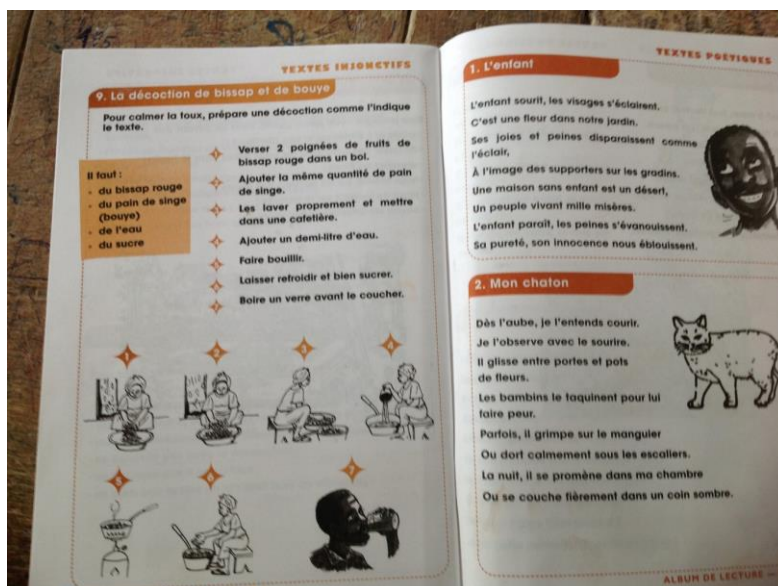 TEXTES INJONCTIFS
9. La décoction de bissap et de bouye
Pour calmer la toux, prépare une décoction comme l'indique
le texte.
Il faut :
- du bissap rouge
- du pain de singe
(bouye)
- de l'eau
- du sucre
Verser 2 poignées de fruits de
bissap rouge dans un bol.
Ajouter la même quantité de pain
de singe.
Les laver proprement et mettre
dans une cafetière.
Ajouter un demi-litre d'eau.
Faire bouillir.
Laisser refroidir et bien sucrer.
Boire un verre avant le coucher.
1
2
3
4
5
6
7
TEXTES POÉTIQUES
1. L'enfant
L'enfant sourit, les visages s'éclairent.
C'est une fleur dans notre jardin.
Ses joies et peines disparaissent comme
l'éclair,
À l'image des supporters sur les gradins.
Une maison sans enfant est un désert,
Un peuple vivant mille misères.
L'enfant paraît, les peines s'évanouissent.
Sa pureté, son innocence nous éblouissent.
2. Mon chaton
Dès l'aube, je l'entends courir.
Je l'observe avec le sourire.
Il glisse entre portes et pots
de fleurs.
Les bambins le taquinent pour lui
faire peur.
Parfois, il grimpe sur le manguier
Ou dort calmement sous les escaliers.
La nuit, il se promène dans ma chambre
Ou se couche fièrement dans un coin sombre.
ALBUM DE LECTURE